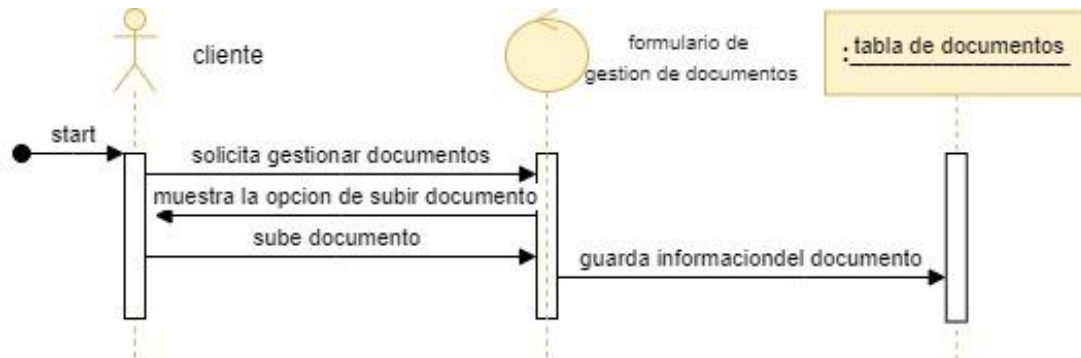 cliente
formulario de
gestion de documentos
: tabla de documentos
start
solicita gestionar documentos
muestra la opcion de subir documento
sube documento
guarda informaciondel documento